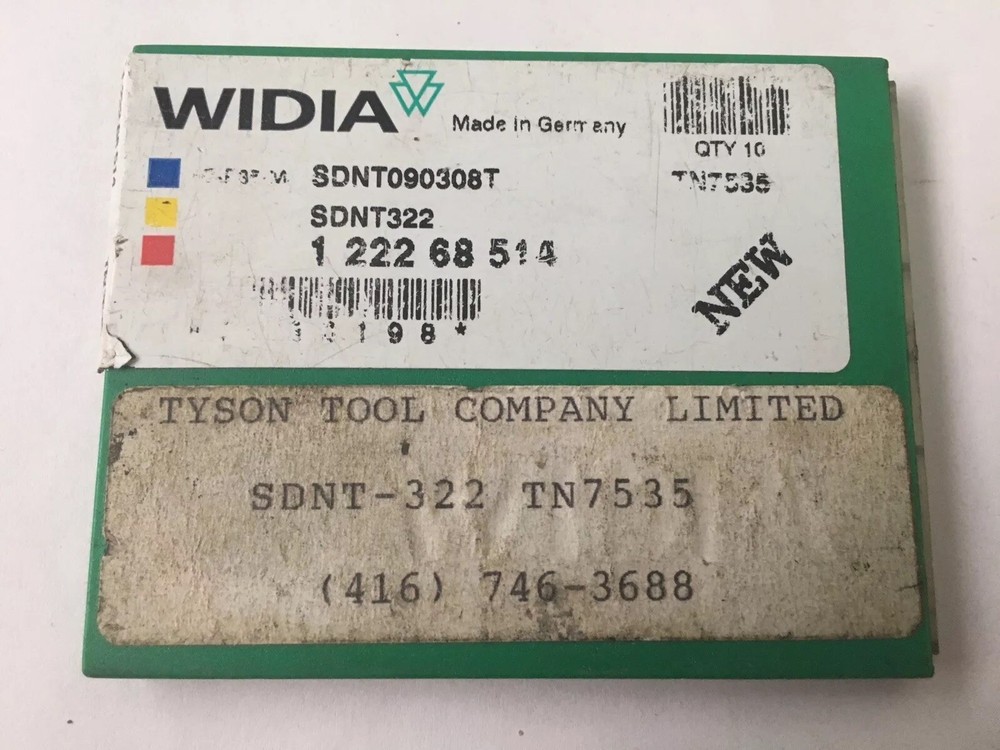 WIDIA
Made in Germany
QTY 10
SDNT090308T
TN7535
SDNT322
1 222 68 514
NEW
198*
TYSON TOOL COMPANY LIMITED
SDNT-322 TN7535
(416) 746-3688